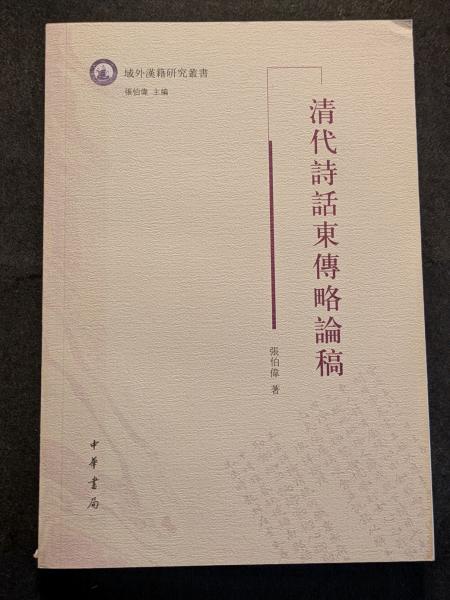 域外漢籍研究叢書
張伯偉 主編
清代詩話東傳略論稿
張伯偉 著
中華書局